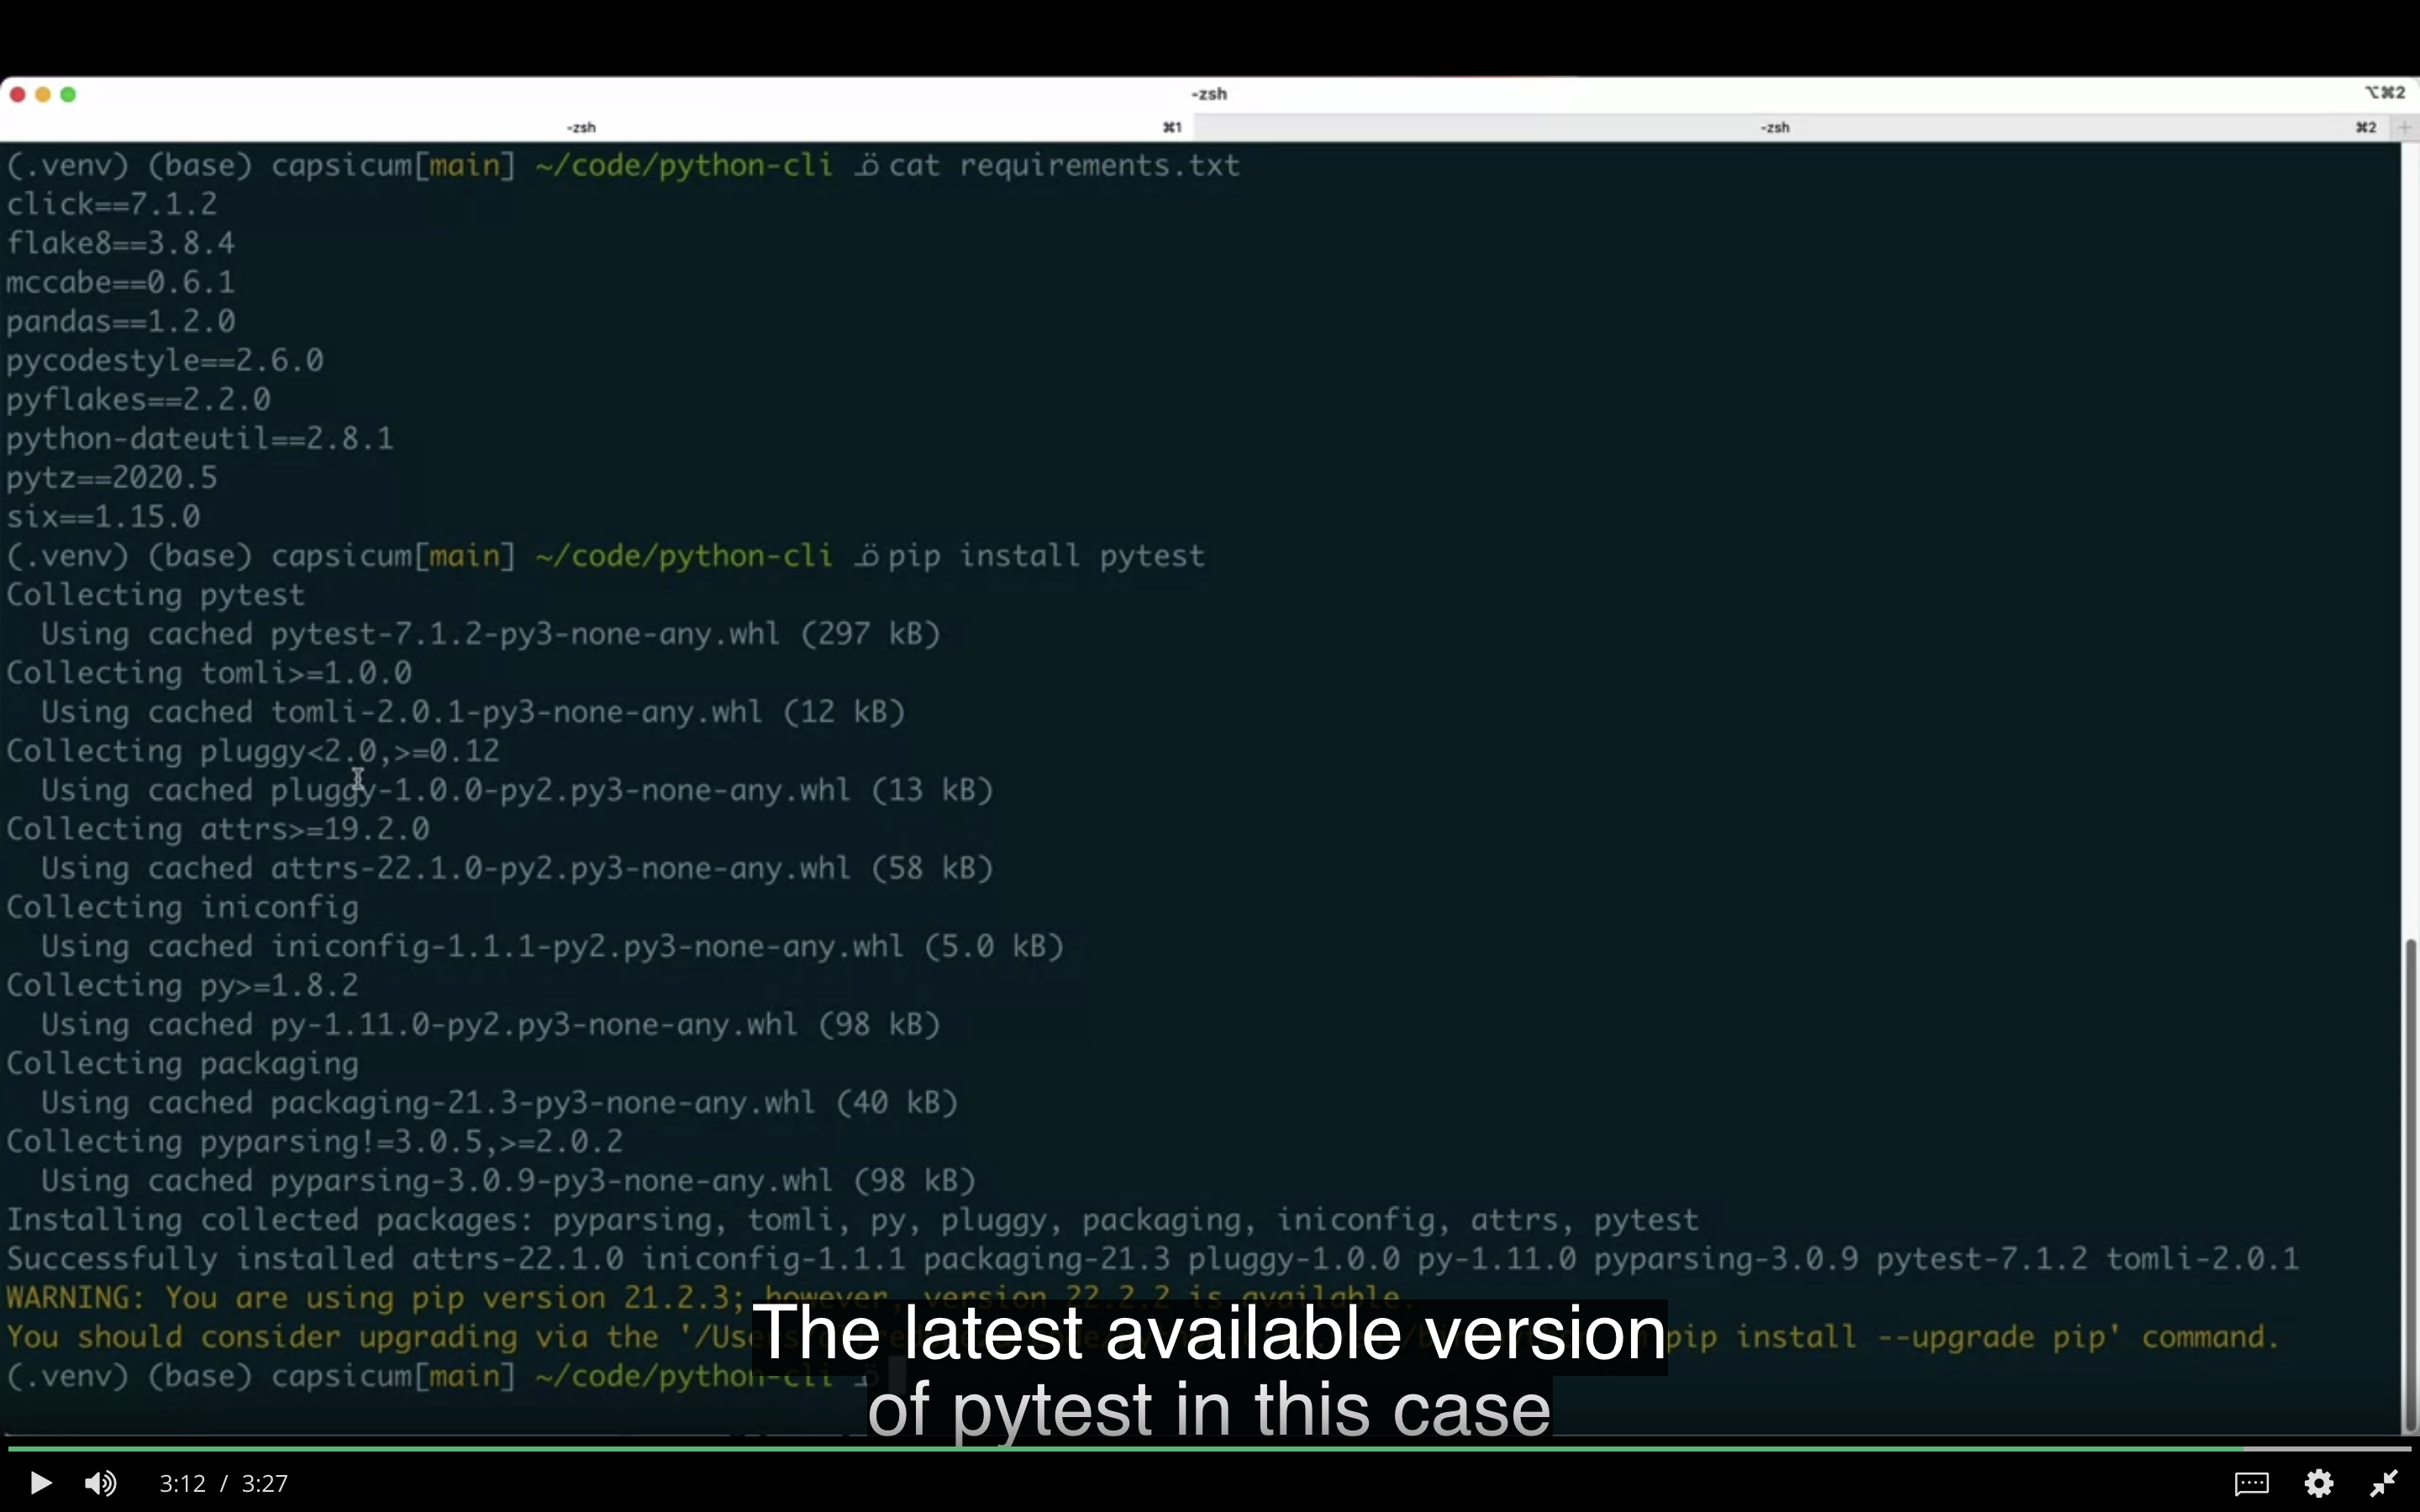 -zsh
⌥⌘2
-zsh ⌘1 -zsh ⌘2 +
(.venv) (base) capsicum[main] ~/code/python-cli ⍥ cat requirements.txt
click==7.1.2
flake8==3.8.4
mccabe==0.6.1
pandas==1.2.0
pycodestyle==2.6.0
pyflakes==2.2.0
python-dateutil==2.8.1
pytz==2020.5
six==1.15.0
(.venv) (base) capsicum[main] ~/code/python-cli ⍥ pip install pytest
Collecting pytest
  Using cached pytest-7.1.2-py3-none-any.whl (297 kB)
Collecting tomli>=1.0.0
  Using cached tomli-2.0.1-py3-none-any.whl (12 kB)
Collecting pluggy<2.0,>=0.12
  Using cached pluggy-1.0.0-py2.py3-none-any.whl (13 kB)
Collecting attrs>=19.2.0
  Using cached attrs-22.1.0-py2.py3-none-any.whl (58 kB)
Collecting iniconfig
  Using cached iniconfig-1.1.1-py2.py3-none-any.whl (5.0 kB)
Collecting py>=1.8.2
  Using cached py-1.11.0-py2.py3-none-any.whl (98 kB)
Collecting packaging
  Using cached packaging-21.3-py3-none-any.whl (40 kB)
Collecting pyparsing!=3.0.5,>=2.0.2
  Using cached pyparsing-3.0.9-py3-none-any.whl (98 kB)
Installing collected packages: pyparsing, tomli, py, pluggy, packaging, iniconfig, attrs, pytest
Successfully installed attrs-22.1.0 iniconfig-1.1.1 packaging-21.3 pluggy-1.0.0 py-1.11.0 pyparsing-3.0.9 pytest-7.1.2 tomli-2.0.1
WARNING: You are using pip version 21.2.3; however, version 22.2.2 is available.
You should consider upgrading via the pip install --upgrade pip' command.
(.venv) (base) capsicum[main] ~/code/python-cli
The latest available version
of pytest in this case
3:12 / 3:27